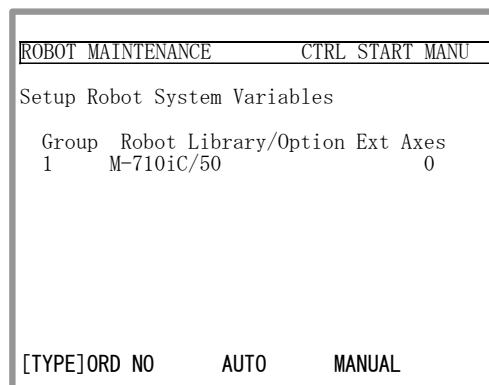 ROBOT MAINTENANCE CTRL START MANU
Setup Robot System Variables
Group Robot Library/Option Ext Axes
1 M-710iC/50 0
[TYPE]ORD NO AUTO MANUAL